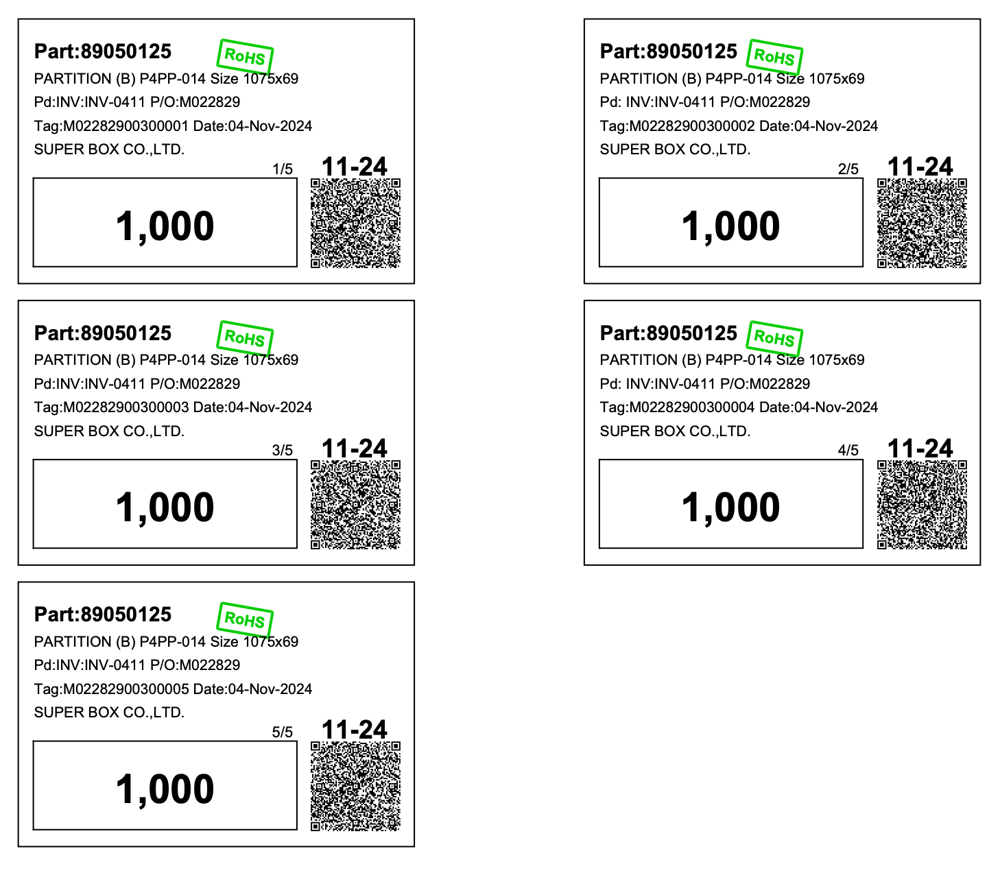 Part:89050125
RoHS
PARTITION (B) P4PP-014 Size 1075x69
Pd:INV:INV-0411 P/O:M022829
Tag:M02282900300001 Date:04-Nov-2024
SUPER BOX CO.,LTD.
1/5
11-24
1,000
Part:89050125
RoHS
PARTITION (B) P4PP-014 Size 1075x69
Pd: INV:INV-0411 P/O:M022829
Tag:M02282900300002 Date:04-Nov-2024
SUPER BOX CO.,LTD.
2/5
11-24
1,000
Part:89050125
RoHS
PARTITION (B) P4PP-014 Size 1075x69
Pd:INV:INV-0411 P/O:M022829
Tag:M02282900300003 Date:04-Nov-2024
SUPER BOX CO.,LTD.
3/5
11-24
1,000
Part:89050125
RoHS
PARTITION (B) P4PP-014 Size 1075x69
Pd: INV:INV-0411 P/O:M022829
Tag:M02282900300004 Date:04-Nov-2024
SUPER BOX CO.,LTD.
4/5
11-24
1,000
Part:89050125
RoHS
PARTITION (B) P4PP-014 Size 1075x69
Pd:INV:INV-0411 P/O:M022829
Tag:M02282900300005 Date:04-Nov-2024
SUPER BOX CO.,LTD.
5/5
11-24
1,000